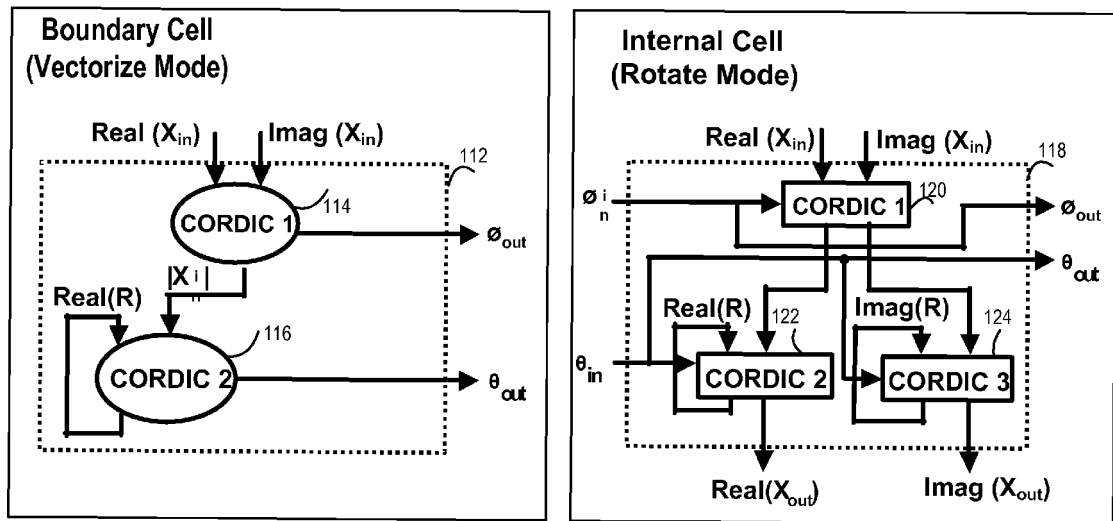 Boundary Cell
(Vectorize Mode)
Real (Xin)
Imag (Xin)
112
CORDIC 1
114
øout
|Xin|
Real(R)
116
CORDIC 2
θout
Internal Cell
(Rotate Mode)
Real (Xin)
Imag (Xin)
118
øin
CORDIC 1
120
øout
θout
Real(R)
122
Imag(R)
124
θin
CORDIC 2
CORDIC 3
Real(Xout)
Imag (Xout)